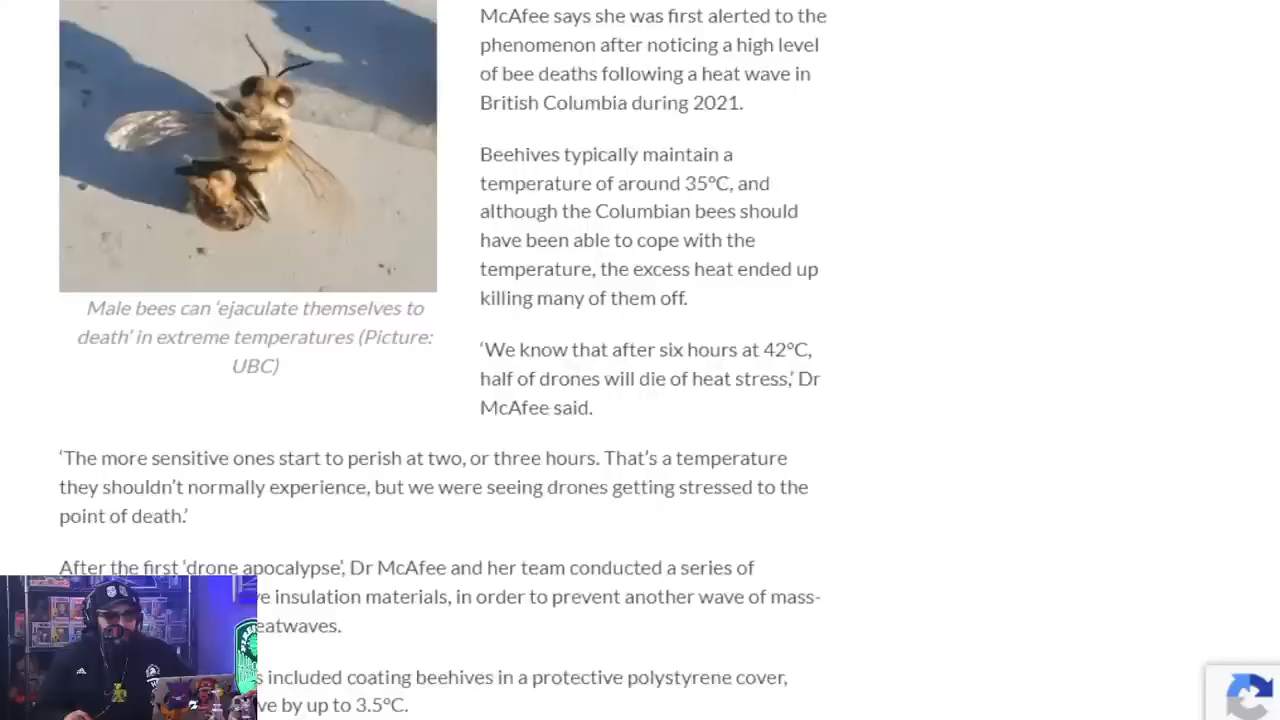 McAfee says she was first alerted to the
phenomenon after noticing a high level
of bee deaths following a heat wave in
British Columbia during 2021.
Beehives typically maintain a
temperature of around 35°C, and
although the Columbian bees should
have been able to cope with the
temperature, the excess heat ended up
killing many of them off.
‘We know that after six hours at 42°C,
half of drones will die of heat stress,’ Dr
McAfee said.
Male bees can ‘ejaculate themselves to
death’ in extreme temperatures (Picture:
UBC)
‘The more sensitive ones start to perish at two, or three hours. That’s a temperature
they shouldn’t normally experience, but we were seeing drones getting stressed to the
point of death.’
After the first ‘drone apocalypse’, Dr McAfee and her team conducted a series of
ve insulation materials, in order to prevent another wave of mass-
eatwaves.
s included coating beehives in a protective polystyrene cover,
ve by up to 3.5°C.